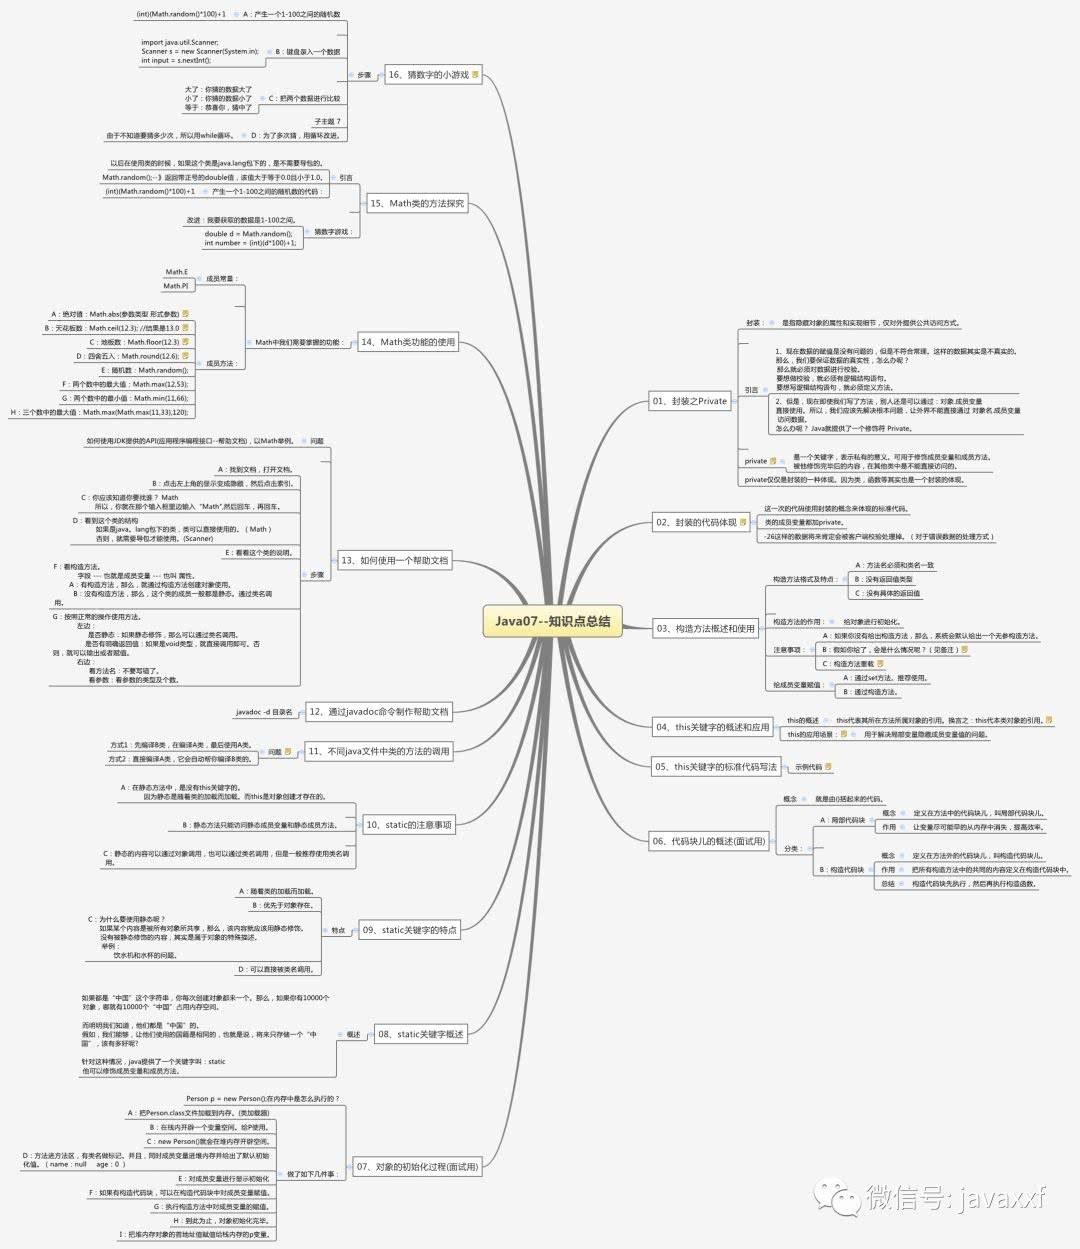 Java07--知识点总结
01、封装之Private
封装：
是指隐藏对象的属性和实现细节，仅对外提供公共访问方式。
引言
1、现在数据的赋值是没有问题的，但是不符合常理。这样的数据其实是不真实的。
那么，我们要保证数据的真实性，怎么办呢？
那么就必须对数据进行校验。
要想做校验，就必须有逻辑结构语句。
要想写逻辑结构语句，就必须定义方法。
2、但是，现在即使我们写了方法，别人还是可以通过：对象.成员变量
直接使用。所以，我们应该先解决根本问题，让外界不能直接通过 对象名.成员变量
访问数据。
怎么办呢？ Java就提供了一个修饰符 Private。
private
是一个关键字，表示私有的意义。可用于修饰成员变量和成员方法。
被他修饰完毕后的内容，在其他类中是不能直接访问的。
private仅仅是封装的一种体现。因为类，函数等其实也是一个封装的体现。
02、封装的代码体现
这一次的代码使用封装的概念来体现的标准代码。
类的成员变量都加private。
-26这样的数据将来肯定会被客户端校验处理掉。（对于错误数据的处理方式）
03、构造方法概述和使用
构造方法格式及特点：
A：方法名必须和类名一致
B：没有返回值类型
C：没有具体的返回值
构造方法的作用：
给对象进行初始化。
注意事项：
A：如果你没有给出构造方法，那么，系统会默认给出一个无参构造方法。
B：假如你给了，会是什么情况呢？（见备注）
C：构造方法重载
给成员变量赋值：
A：通过set方法。推荐使用。
B：通过构造方法。
04、this关键字的概述和应用
this的概述
this代表其所在方法所属对象的引用。换言之：this代本类对象的引用。
this的应用场景：
用于解决局部变量隐藏成员变量值的问题。
05、this关键字的标准代码写法
示例代码
06、代码块儿的概述(面试用)
概念
就是由{}括起来的代码。
分类：
A：局部代码块
概念
定义在方法中的代码块儿，叫局部代码块儿。
作用
让变量尽可能早的从内存中消失，提高效率。
B：构造代码块
概念
定义在方法外的代码块儿，叫构造代码块儿。
作用
把所有构造方法中的共同的内容定义在构造代码块中。
总结
构造代码块先执行，然后再执行构造函数。
16、猜数字的小游戏
步骤
A：产生一个1-100之间的随机数
(int)(Math.random()*100)+1
B：键盘录入一个数据
import java.util.Scanner;
Scanner s = new Scanner(System.in);
int input = s.nextInt();
C：把两个数据进行比较
大了：你猜的数据大了
小了：你猜的数据小了
等于：恭喜你，猜中了
子主题 7
D：为了多次猜，用循环改进。
由于不知道要猜多少次，所以用while循环。
15、Math类的方法探究
引言
以后在使用类的时候，如果这个类是java.lang包下的，是不需要导包的。
Math.random();--》返回带正号的double值，该值大于等于0.0且小于1.0。
产生一个1-100之间的随机数的代码：
(int)(Math.random()*100)+1
猜数字游戏：
改进：我要获取的数据是1-100之间。
double d = Math.random();
int number = (int)(d*100)+1;
14、Math类功能的使用
Math中我们需要掌握的功能：
成员常量：
Math.E
Math.PI
成员方法：
A：绝对值：Math.abs(参数类型 形式参数)
B：天花板数：Math.ceil(12.3); //结果是13.0
C：地板数：Math.floor(12.3)
D：四舍五入：Math.round(12.6);
E：随机数：Math.random();
F：两个数中的最大值：Math.max(12,53);
G：两个数中的最小值：Math.min(11,66);
H：三个数中的最大值：Math.max(Math.max(11,33),120);
13、如何使用一个帮助文档
问题
如何使用JDK提供的API(应用程序编程接口--帮助文档)，以Math举例。
步骤
A：找到文档，打开文档。
B：点击左上角的显示变成隐藏，然后点击索引。
C：你应该知道你要找谁？ Math
所以，你就在那个输入框里边输入 "Math",然后回车，再回车。
D：看到这个类的结构
如果是java。lang包下的类，类可以直接使用的。（ Math ）
否则，就需要导包才能使用。(Scanner)
E：看看这个类的说明。
F：看构造方法。
字段 --- 也就是成员变量 --- 也叫 属性。
A：有构造方法，那么，就通过构造方法创建对象使用。
B：没有构造方法，那么，这个类的成员一般都是静态。通过类名调
用。
G：按照正常的操作使用方法。
左边：
是否静态：如果静态修饰，那么可以通过类名调用。
是否有明确返回值：如果是void类型，就直接调用即可。否
则，就可以输出或者赋值。
右边：
看方法名：不要写错了。
看参数：看参数的类型及个数。
12、通过javadoc命令制作帮助文档
javadoc -d 目录名
11、不同java文件中类的方法的调用
问题
方式1：先编译B类，在编译A类，最后使用A类。
方式2：直接编译A类，它会自动帮你编译B类的。
10、static的注意事项
A：在静态方法中，是没有this关键字的。
因为静态是随着类的加载而加载。而this是对象创建才存在的。
B：静态方法只能访问静态成员变量和静态成员方法。
C：静态的内容可以通过对象调用，也可以通过类名调用，但是一般推荐使用类名调
用。
09、static关键字的特点
特点
A：随着类的加载而加载。
B：优先于对象存在。
C：为什么要使用静态呢？
如果某个内容是被所有对象所共享，那么，该内容就应该用静态修饰。
没有被静态修饰的内容，其实是属于对象的特殊描述。
举例：
饮水机和水杯的问题。
D：可以直接被类名调用。
08、static关键字概述
概述
如果都是“中国”这个字符串，你每次创建对象都来一个。那么，如果你有10000个
对象，哪就有10000个“中国”占用内存空间。
而明明我们知道，他们都是“中国”的。
假如，我们能够，让他们使用的国籍是相同的，也就是说，将来只存储一个“中
国”，该有多好呢?
针对这种情况，java提供了一个关键字叫：static
他可以修饰成员变量和成员方法。
07、对象的初始化过程(面试用)
Person p = new Person();在内存中是怎么执行的？
做了如下几件事：
A：把Person.class文件加载到内存。(类加载器)
B：在栈内开辟一个变量空间。给P使用。
C：new Person()就会在堆内存开辟空间。
D：方法进方法区，有类名做标记。并且，同时成员变量进堆内存并给出了默认初始
化值。（ name：null age：0 ）
E：对成员变量进行显示初始化
F：如果有构造代码块，可以在构造代码块中对成员变量赋值。
G：执行构造方法中对成员变量的赋值。
H：到此为止，对象初始化完毕。
I：把堆内存对象的首地址值赋值给栈内存的p变量。
微信号: javaxxf